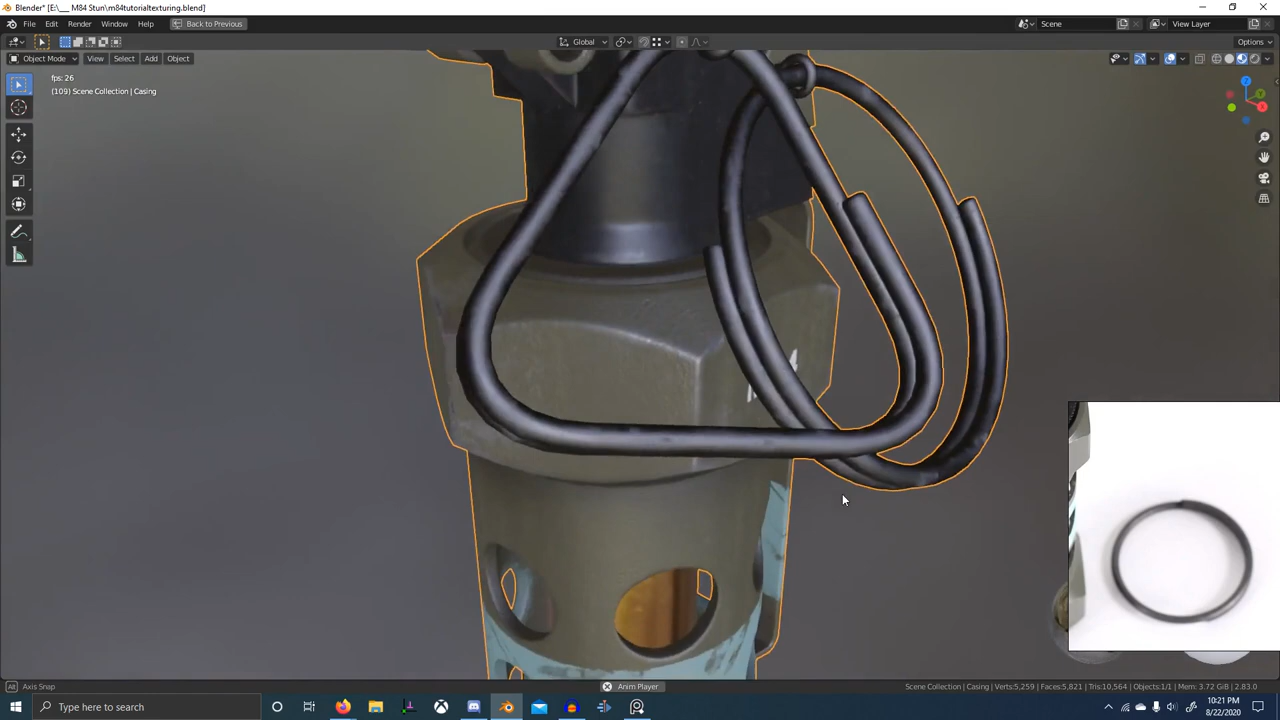 Blender* [E:\___ M84 Stun\m84tutorialtexturing.blend]
File Edit Render Window Help Back to Previous Scene View Layer
Global Options
Object Mode View Select Add Object
fps: 26
(109) Scene Collection | Casing
Z
Y
X
Axis Snap Anim Player Scene Collection | Casing | Verts:5,259 | Faces:5,821 | Tris:10,564 | Objects:1/1 | Mem: 3.72 GiB | 2.83.0
Type here to search
10:21 PM
8/22/2020